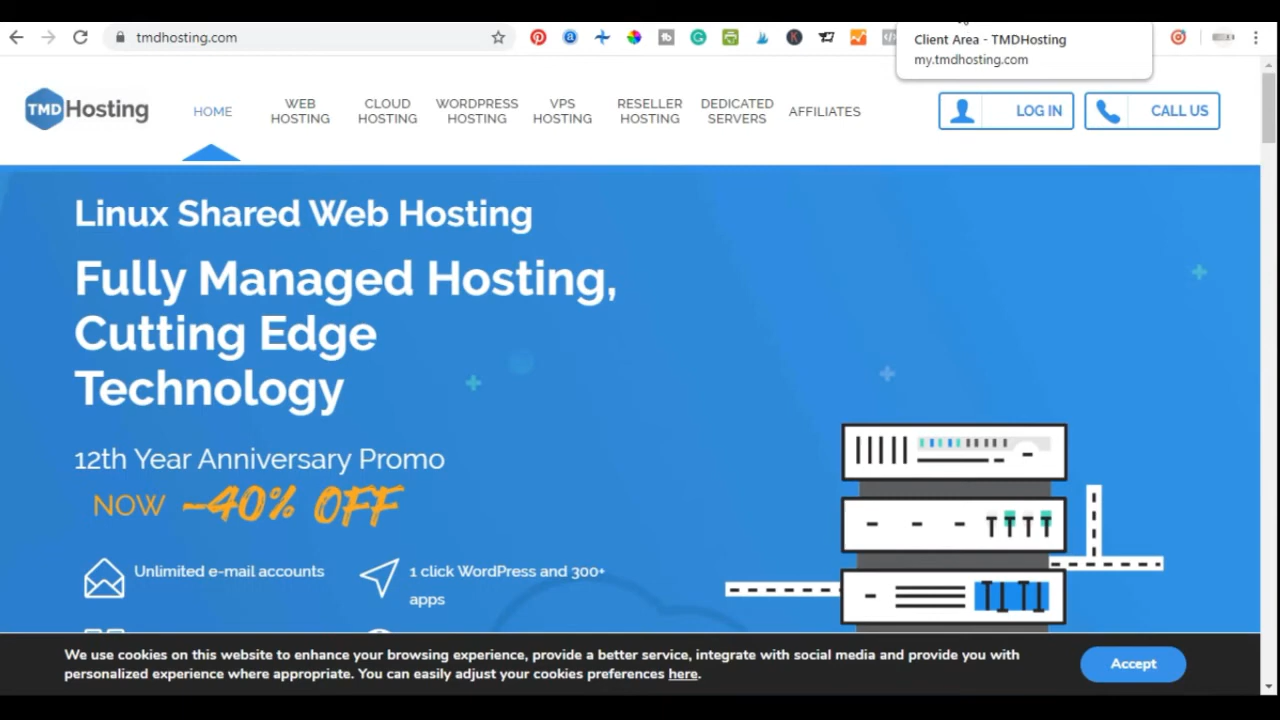 tmdhosting.com
Client Area - TMDHosting
my.tmdhosting.com
TMD Hosting
HOME
WEB
HOSTING
CLOUD
HOSTING
WORDPRESS
HOSTING
VPS
HOSTING
RESELLER
HOSTING
DEDICATED
SERVERS
AFFILIATES
LOG IN
CALL US
Linux Shared Web Hosting
Fully Managed Hosting,
Cutting Edge
Technology
12th Year Anniversary Promo
NOW -40% OFF
Unlimited e-mail accounts
1 click WordPress and 300+
apps
We use cookies on this website to enhance your browsing experience, provide a better service, integrate with social media and provide you with
personalized experience where appropriate. You can easily adjust your cookies preferences here.
Accept